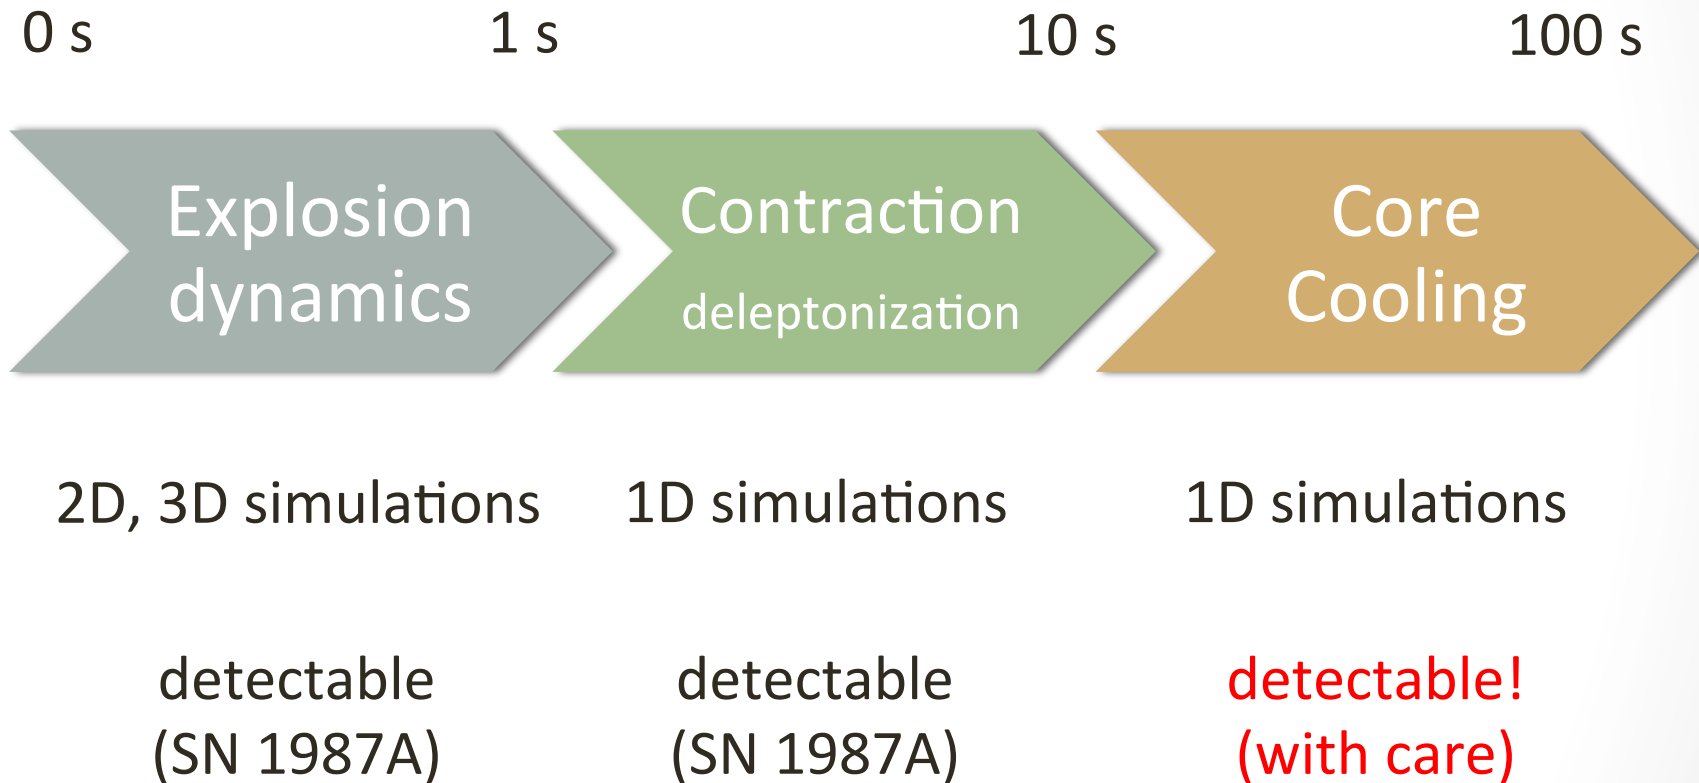 0 s 1 s 10 s 100 s
Explosion
dynamics
Contraction
deleptonization
Core
Cooling
2D, 3D simulations 1D simulations 1D simulations
detectable
(SN 1987A)
detectable
(SN 1987A)
detectable!
(with care)